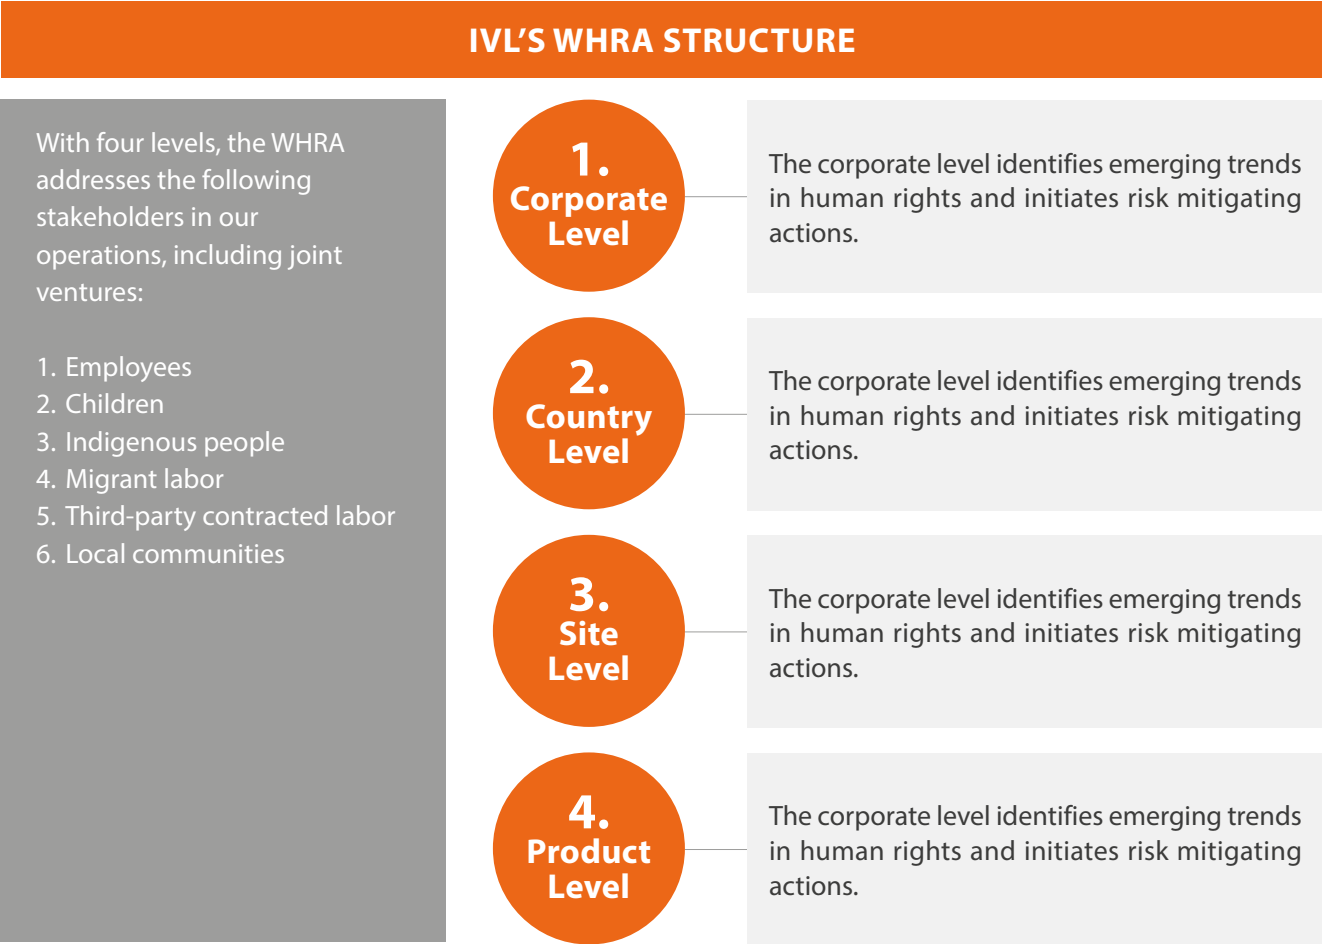 IVL'S WHRA STRUCTURE
With four levels, the WHRA
addresses the following
stakeholders in our
operations, including joint
ventures:
1. Employees
2. Children
3. Indigenous people
4. Migrant labor
5. Third-party contracted labor
6. Local communities
1.
Corporate
Level
The corporate level identifies emerging trends
in human rights and initiates risk mitigating
actions.
2.
Country
Level
The corporate level identifies emerging trends
in human rights and initiates risk mitigating
actions.
3.
Site
Level
The corporate level identifies emerging trends
in human rights and initiates risk mitigating
actions.
4.
Product
Level
The corporate level identifies emerging trends
in human rights and initiates risk mitigating
actions.